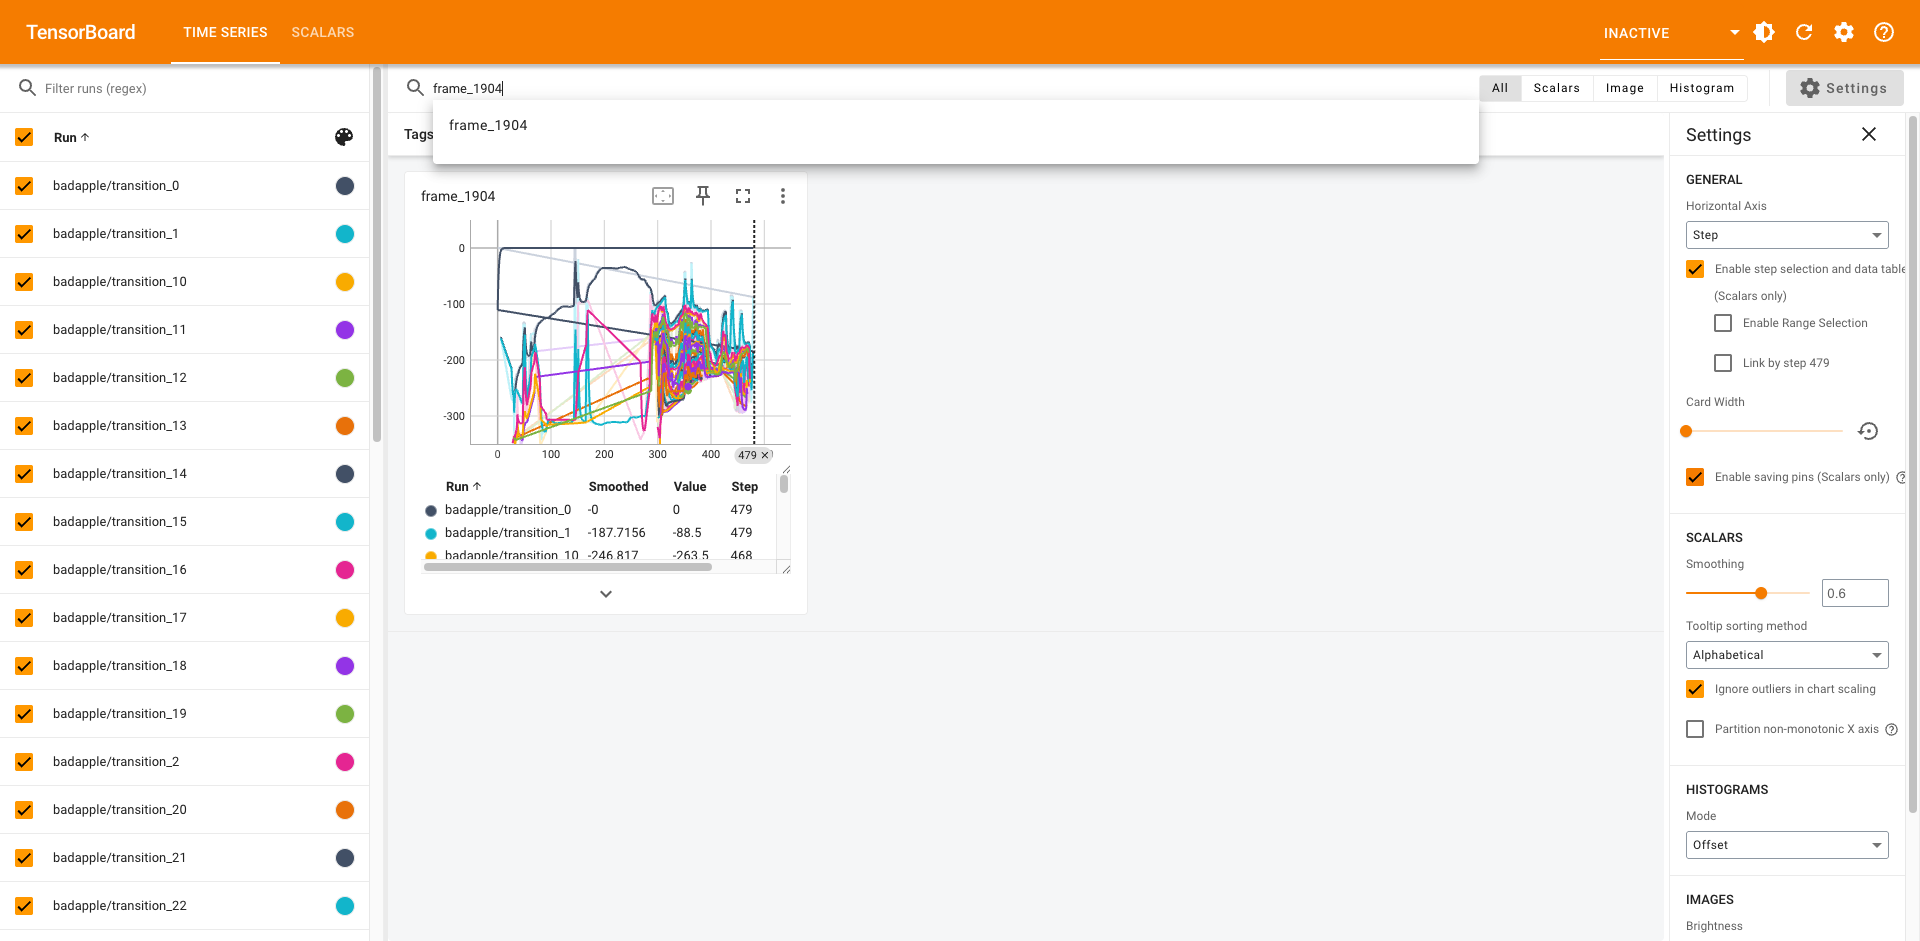 TensorBoard
TIME SERIES
SCALARS
INACTIVE
Filter runs (regex)
frame_1904
All
Scalars
Image
Histogram
Settings
frame_1904
Tags
Run
badapple/transition_0
badapple/transition_1
badapple/transition_10
badapple/transition_11
badapple/transition_12
badapple/transition_13
badapple/transition_14
badapple/transition_15
badapple/transition_16
badapple/transition_17
badapple/transition_18
badapple/transition_19
badapple/transition_2
badapple/transition_20
badapple/transition_21
badapple/transition_22
frame_1904
0
-100
-200
-300
0 100 200 300 400 479
Run Smoothed Value Step
badapple/transition_0 -0 0 479
badapple/transition_1 -187.7156 -88.5 479
badapple/transition_10 -246.817 -263.5 468
Settings
GENERAL
Horizontal Axis
Step
Enable step selection and data table
(Scalars only)
Enable Range Selection
Link by step 479
Card Width
Enable saving pins (Scalars only)
SCALARS
Smoothing
0.6
Tooltip sorting method
Alphabetical
Ignore outliers in chart scaling
Partition non-monotonic X axis
HISTOGRAMS
Mode
Offset
IMAGES
Brightness